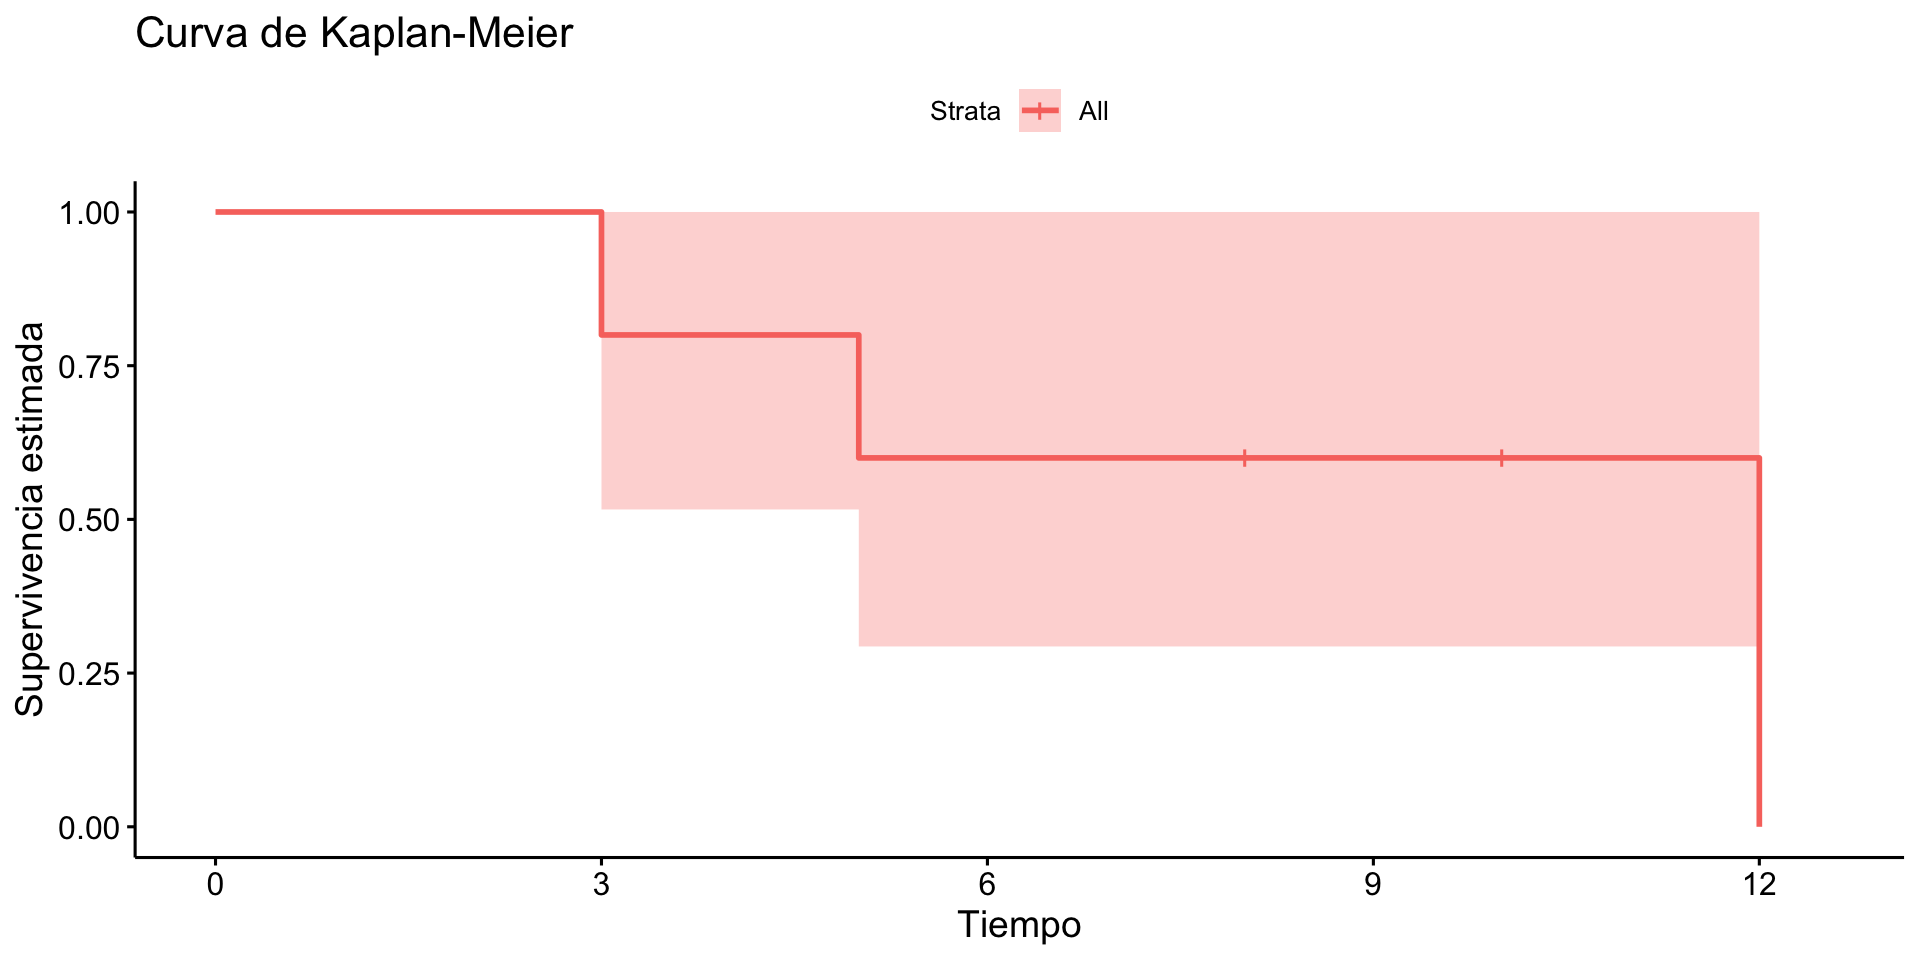 Curva de Kaplan-Meier
Strata All
Supervivencia estimada
1.00
0.75
0.50
0.25
0.00
0 3 6 9 12
Tiempo